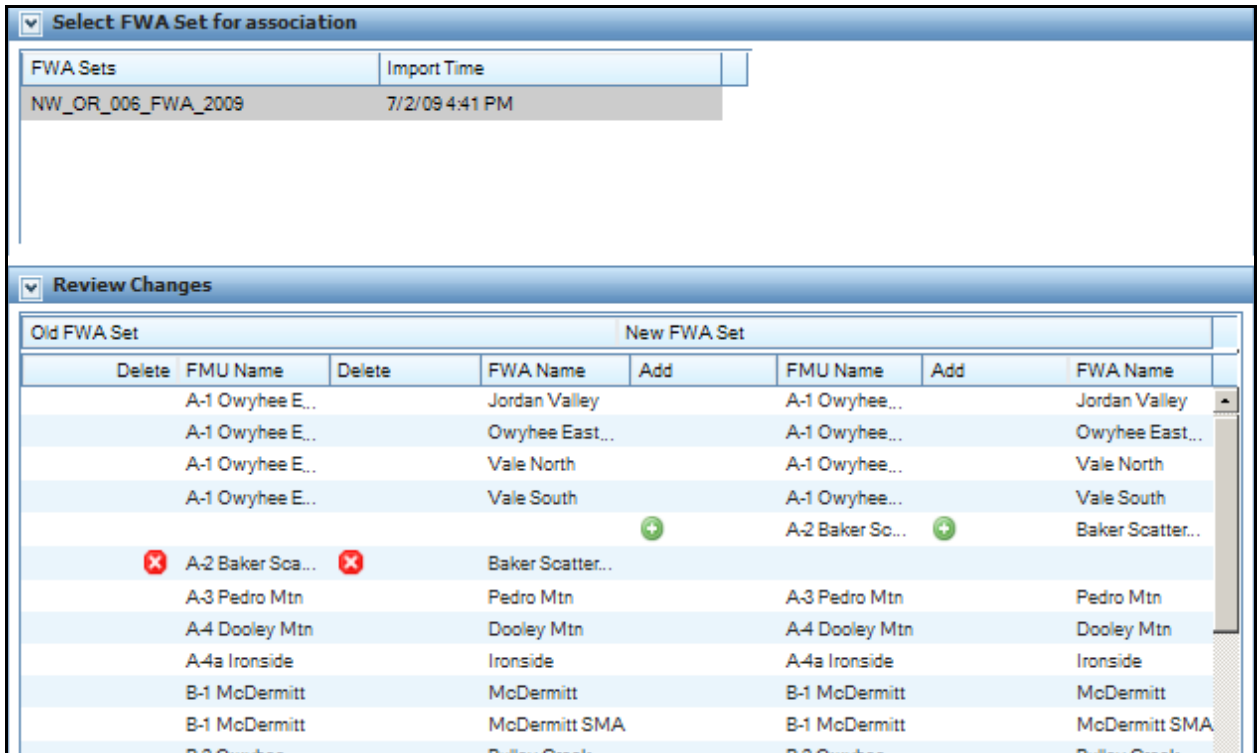 Select FWA Set for association
FWA Sets Import Time
NW_OR_006_FWA_2009 7/2/09 4:41 PM
Review Changes
Old FWA Set New FWA Set
Delete FMU Name Delete FWA Name Add FMU Name Add FWA Name
A-1 Owyhee E... Jordan Valley A-1 Owyhee... Jordan Valley
A-1 Owyhee E... Owyhee East... A-1 Owyhee... Owyhee East...
A-1 Owyhee E... Vale North A-1 Owyhee... Vale North
A-1 Owyhee E... Vale South A-1 Owyhee... Vale South
A-2 Baker Sc... Baker Scatter...
A-2 Baker Sca... Baker Scatter...
A-3 Pedro Mtn Pedro Mtn A-3 Pedro Mtn Pedro Mtn
A-4 Dooley Mtn Dooley Mtn A-4 Dooley Mtn Dooley Mtn
A-4a Ironside Ironside A-4a Ironside Ironside
B-1 McDermitt McDermitt B-1 McDermitt McDermitt
B-1 McDermitt McDermitt SMA B-1 McDermitt McDermitt SMA